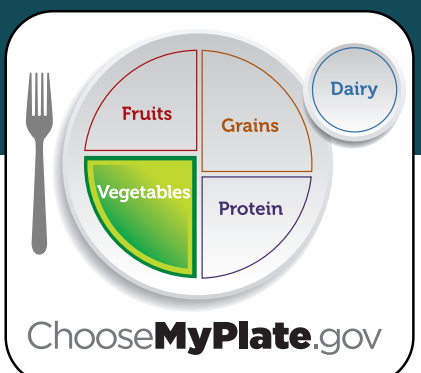 Dairy
Fruits
Grains
Vegetables
Protein
ChooseMyPlate.gov